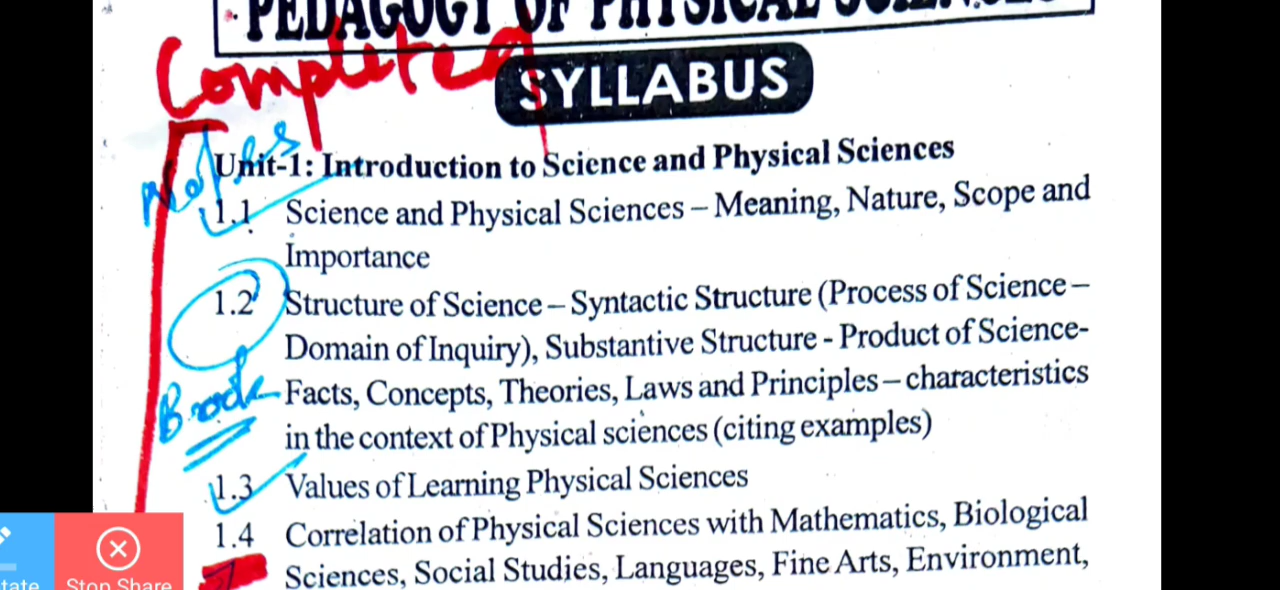 PEDAGOGY OF PHYSICAL SCIENCES
Completed
SYLLABUS
Notes
Unit-1: Introduction to Science and Physical Sciences
1.1 Science and Physical Sciences – Meaning, Nature, Scope and
Importance
1.2 Structure of Science – Syntactic Structure (Process of Science –
Domain of Inquiry), Substantive Structure - Product of Science-
Book
Facts, Concepts, Theories, Laws and Principles – characteristics
in the context of Physical sciences (citing examples)
1.3 Values of Learning Physical Sciences
1.4 Correlation of Physical Sciences with Mathematics, Biological
Sciences, Social Studies, Languages, Fine Arts, Environment,
Stop Share